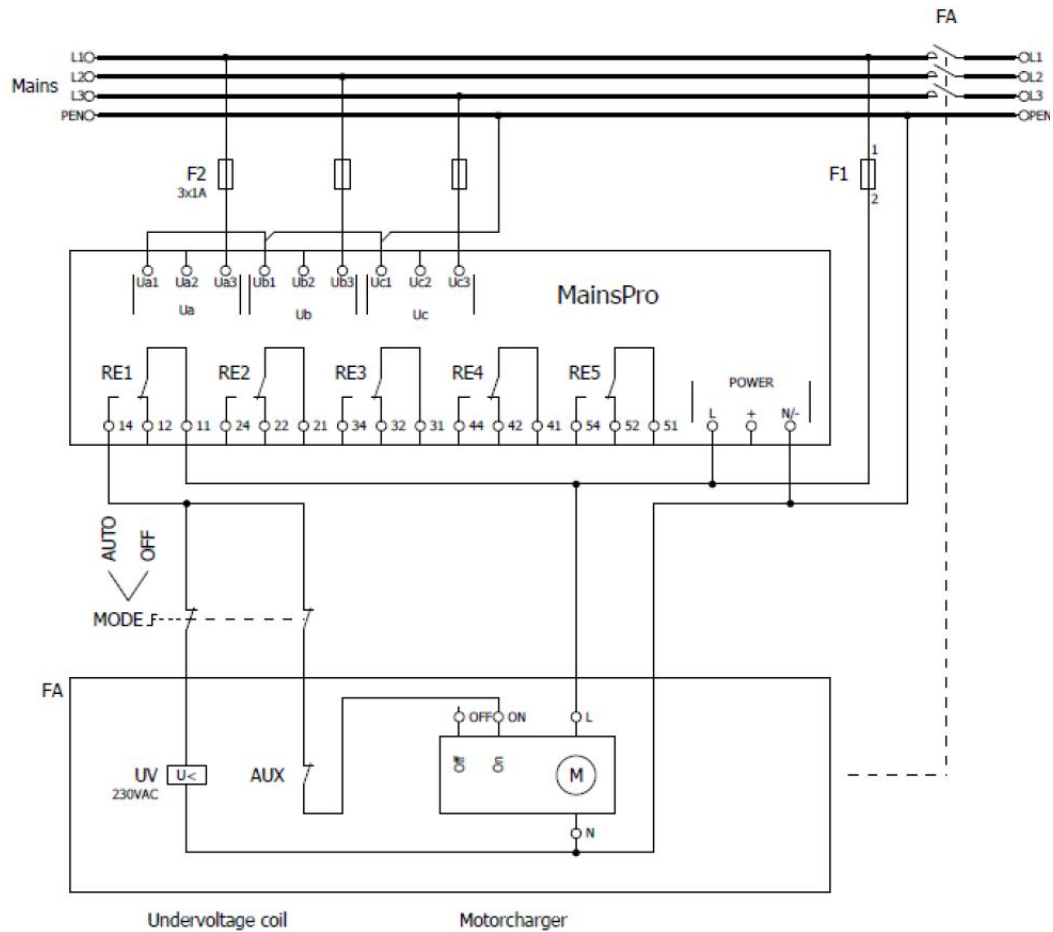 FA
L1 L1
L2 L2
Mains
L3 L3
PEN PEN
1
F2 F1
3x1A
2
Ua1 Ua2 Ua3 Ub1 Ub2 Ub3 Uc1 Uc2 Uc3
Ua Ub Uc
MainsPro
RE1 RE2 RE3 RE4 RE5
POWER
L + N/-
14 12 11 24 22 21 34 32 31 44 42 41 54 52 51
AUTO
OFF
MODE
FA
OFF ON L
Off On
UV U< AUX M
230VAC
N
Undervoltage coil Motorcharger